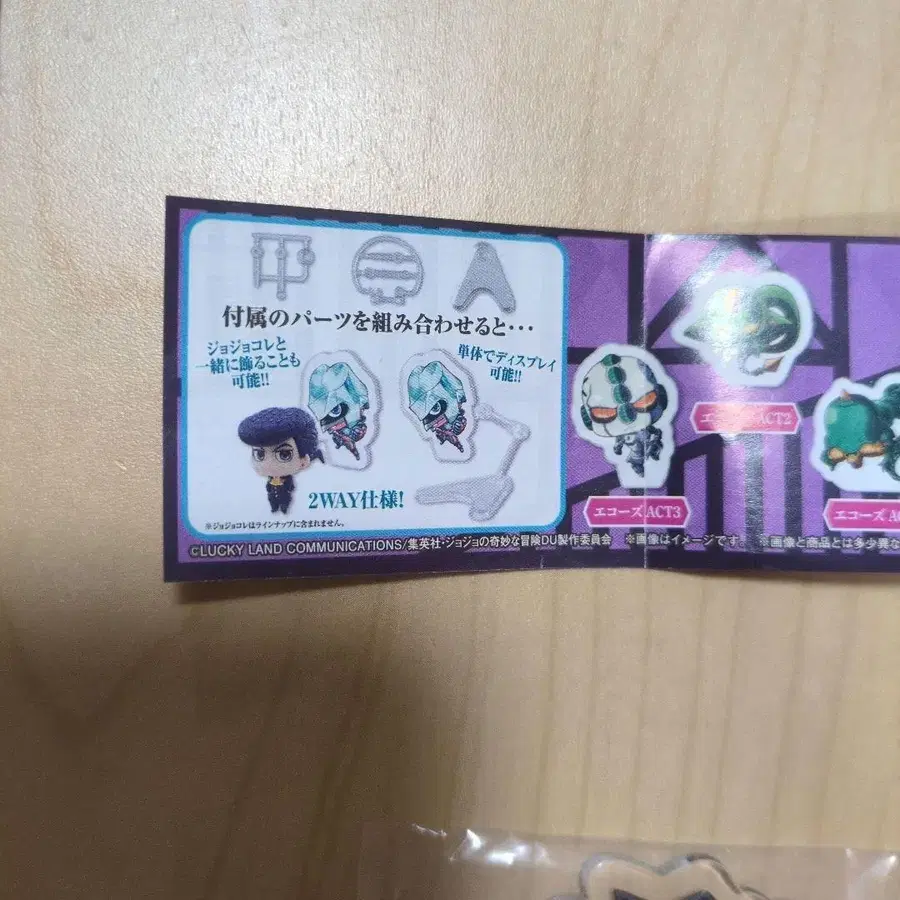 付属のパーツを組み合わせると・・・
ジョジョコレと
一緒に飾ることも
可能!!
単体でディスプレイ
可能!!
2WAY仕様!
※ジョジョコレはラインナップに含まれません。
エコーズ ACT2
エコーズ ACT3
エコーズ
©LUCKY LAND COMMUNICATIONS/集英社・ジョジョの奇妙な冒険DU製作委員会 ※画像はイメージです。 ※画像と商品とは多少異な